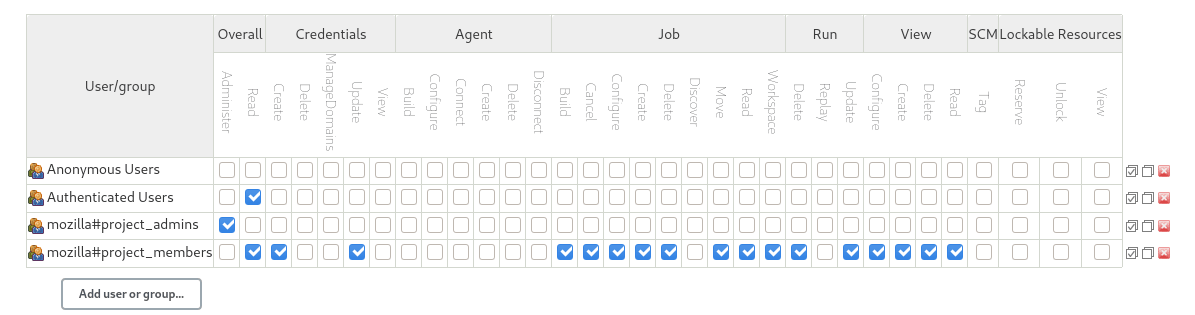 User/group Overall Credentials Agent Job Run View SCM Lockable Resources
Administer Read Create Delete ManageDomains Update View Build Configure Connect Create Delete Disconnect Build Cancel Configure Create Delete Discover Move Read Workspace Delete Replay Update Configure Create Delete Read Tag Reserve Unlock View
Anonymous Users
Authenticated Users
mozilla#project_admins
mozilla#project_members
Add user or group...